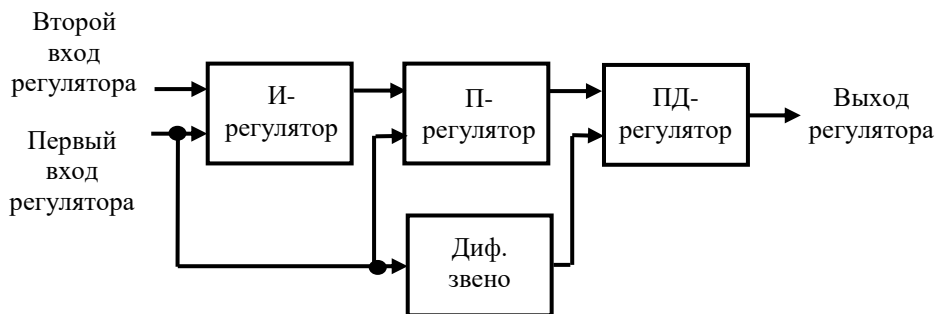 Второй
вход
регулятора
Первый
вход
регулятора
И-
регулятор
П-
регулятор
ПД-
регулятор
Выход
регулятора
Диф.
звено